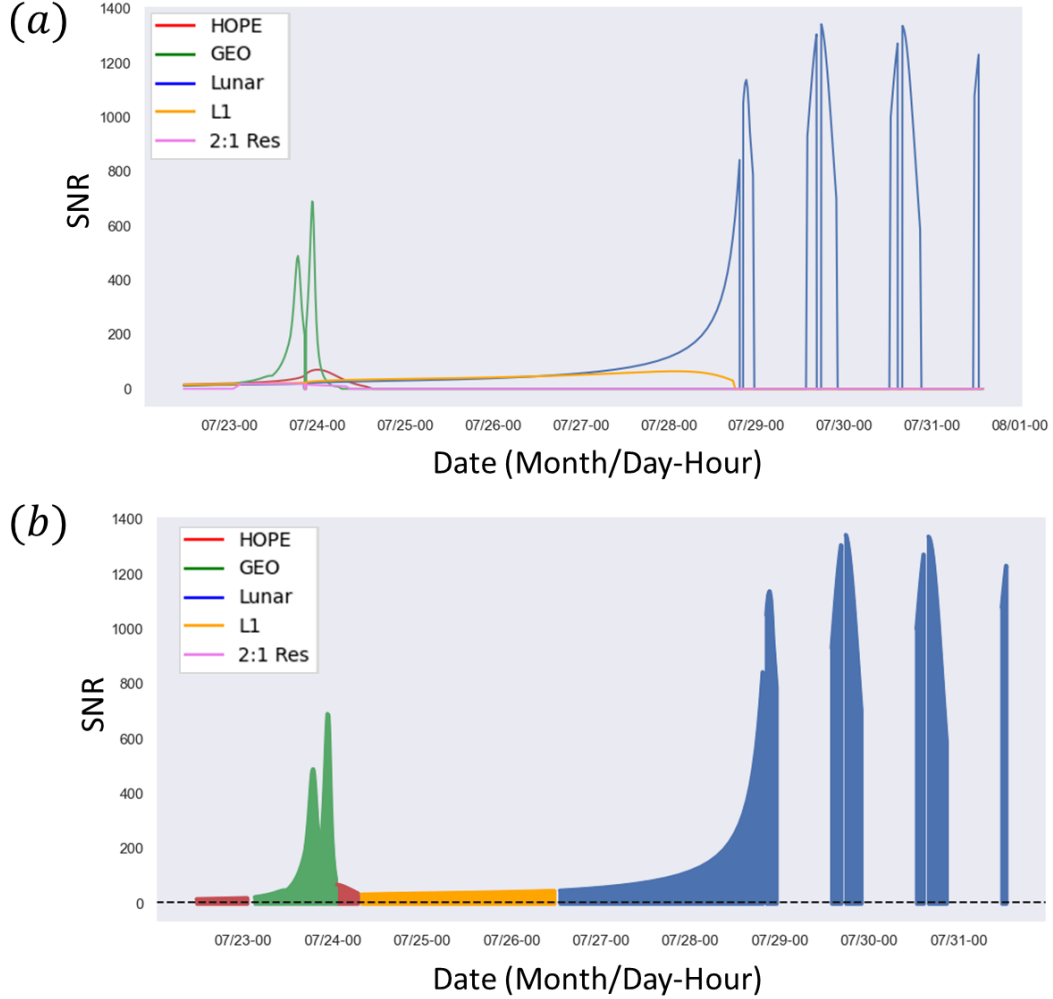 (a)
1400
1200
1000
800
600
400
200
0
SNR
HOPE
GEO
Lunar
L1
2:1 Res
07/23-00 07/24-00 07/25-00 07/26-00 07/27-00 07/28-00 07/29-00 07/30-00 07/31-00 08/01-00
Date (Month/Day-Hour)
(b)
1400
1200
1000
800
600
400
200
0
SNR
HOPE
GEO
Lunar
L1
2:1 Res
07/23-00 07/24-00 07/25-00 07/26-00 07/27-00 07/28-00 07/29-00 07/30-00 07/31-00
Date (Month/Day-Hour)